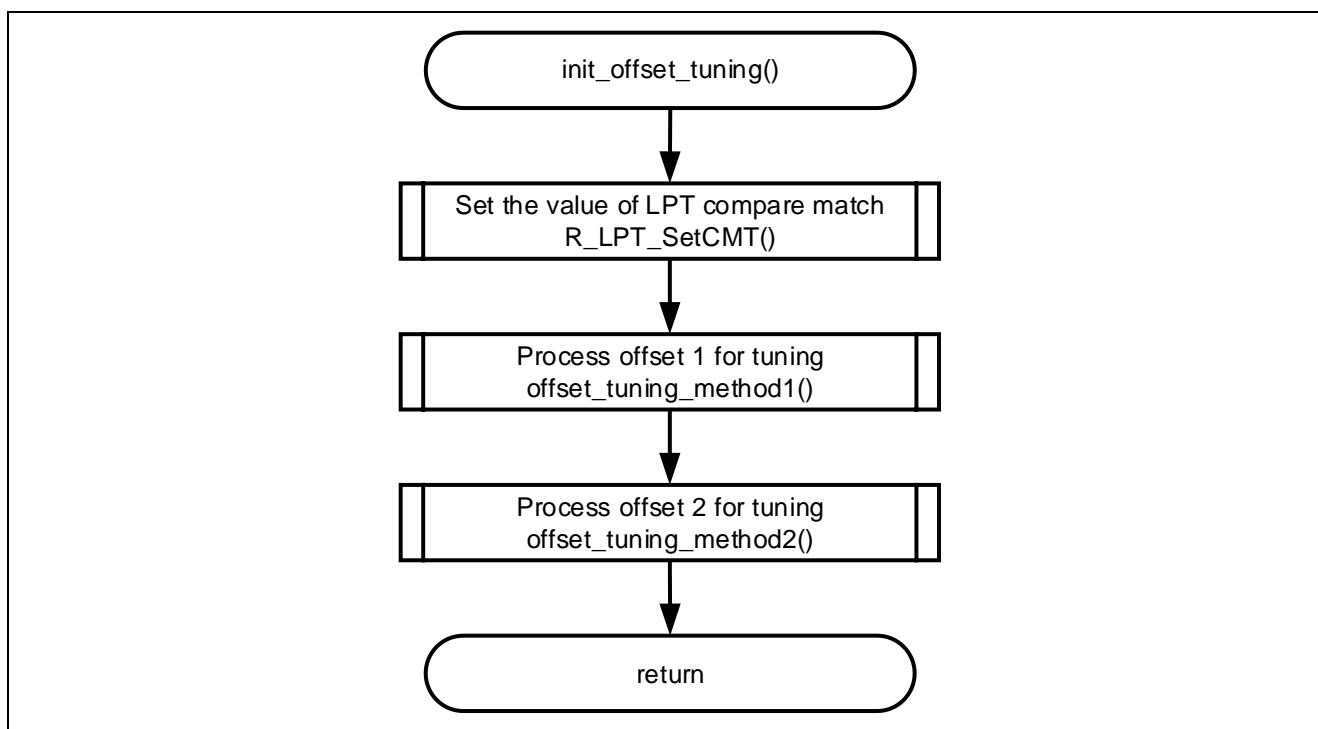 init_offset_tuning()
Set the value of LPT compare match
R_LPT_SetCMT()
Process offset 1 for tuning
offset_tuning_method1()
Process offset 2 for tuning
offset_tuning_method2()
return